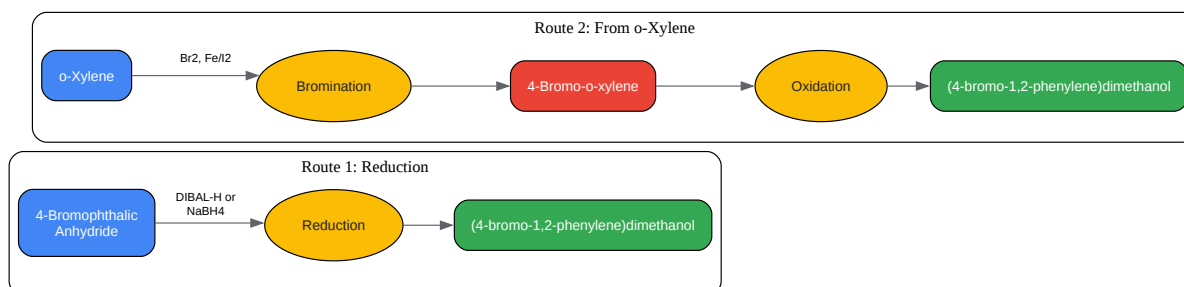 Route 2: From o-Xylene
o-Xylene
Br2, Fe/I2
Bromination
4-Bromo-o-xylene
Oxidation
(4-bromo-1,2-phenylene)dimethanol
Route 1: Reduction
4-Bromophthalic
Anhydride
DIBAL-H or
NaBH4
Reduction
(4-bromo-1,2-phenylene)dimethanol